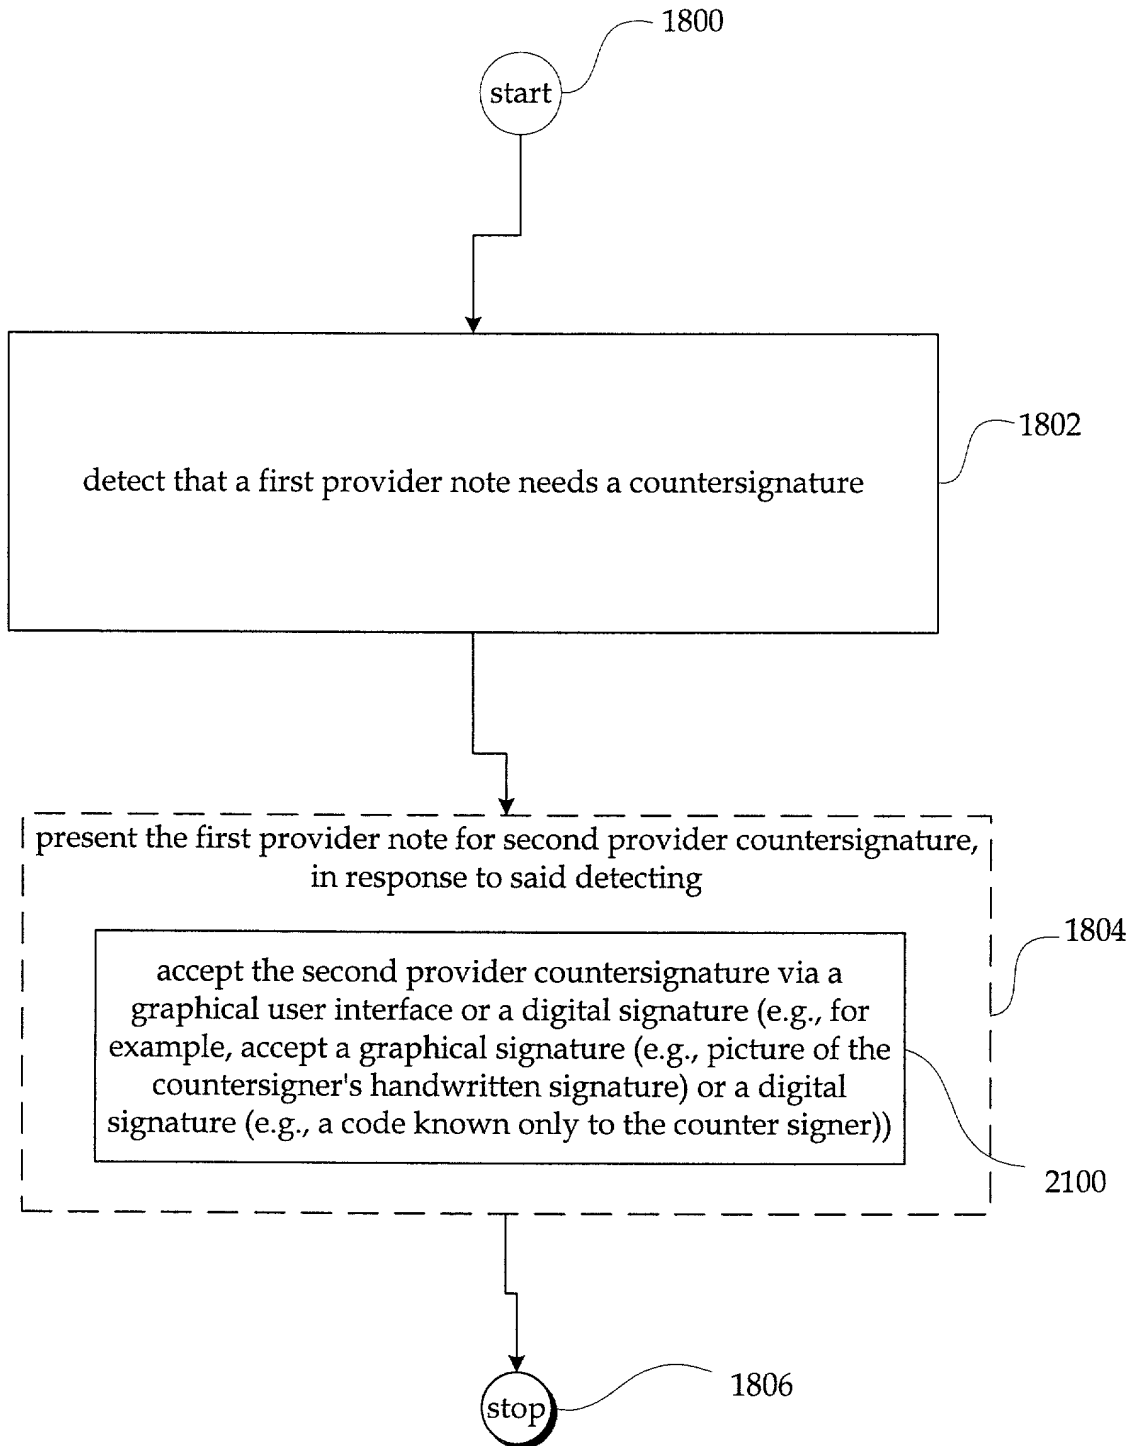 1800
start
1802
detect that a first provider note needs a countersignature
present the first provider note for second provider countersignature,
in response to said detecting
1804
accept the second provider countersignature via a
graphical user interface or a digital signature (e.g., for
example, accept a graphical signature (e.g., picture of the
countersigner's handwritten signature) or a digital
signature (e.g., a code known only to the counter signer))
2100
1806
stop